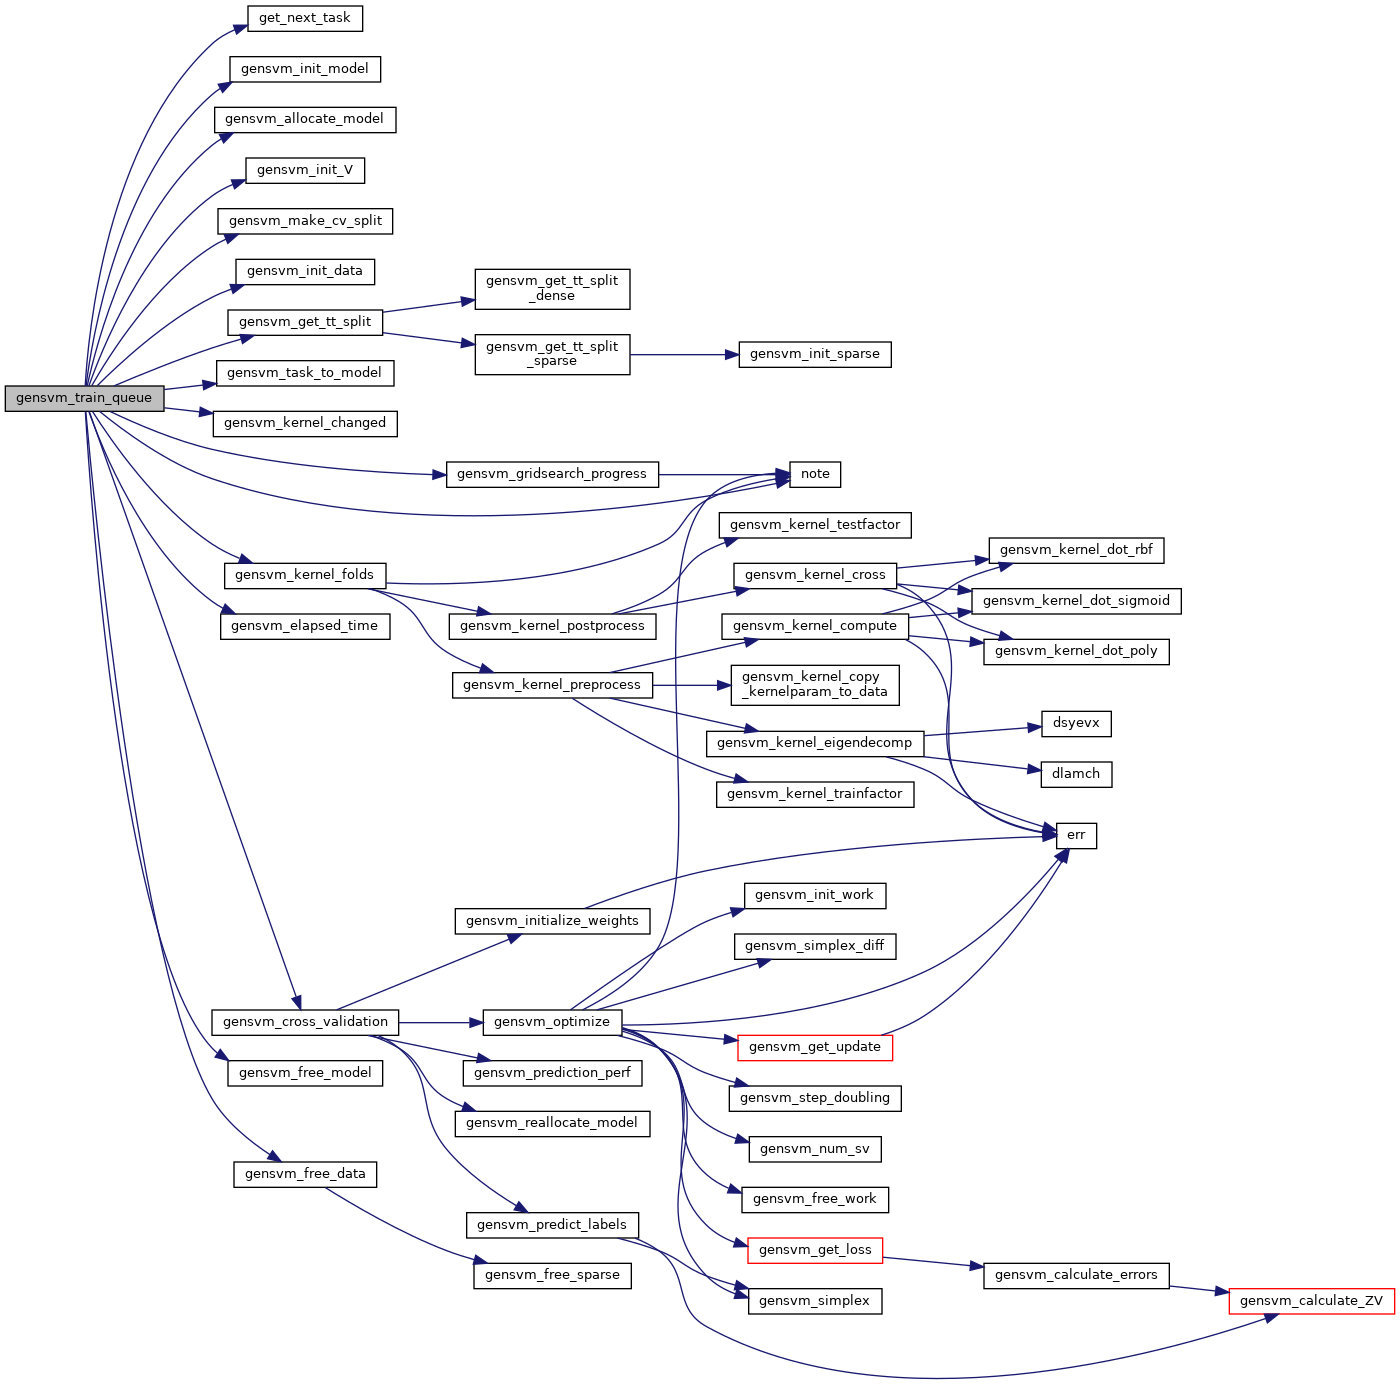 get_next_task
gensvm_init_model
gensvm_allocate_model
gensvm_init_V
gensvm_make_cv_split
gensvm_init_data
gensvm_get_tt_split
_dense
gensvm_get_tt_split
gensvm_get_tt_split
_sparse
gensvm_init_sparse
gensvm_task_to_model
gensvm_train_queue
gensvm_kernel_changed
gensvm_gridsearch_progress
note
gensvm_kernel_testfactor
gensvm_kernel_dot_rbf
gensvm_kernel_folds
gensvm_kernel_cross
gensvm_kernel_dot_sigmoid
gensvm_elapsed_time
gensvm_kernel_postprocess
gensvm_kernel_compute
gensvm_kernel_dot_poly
gensvm_kernel_preprocess
gensvm_kernel_copy
_kernelparam_to_data
dsyevx
gensvm_kernel_eigendecomp
dlamch
gensvm_kernel_trainfactor
err
gensvm_init_work
gensvm_initialize_weights
gensvm_simplex_diff
gensvm_cross_validation
gensvm_optimize
gensvm_get_update
gensvm_free_model
gensvm_prediction_perf
gensvm_step_doubling
gensvm_reallocate_model
gensvm_num_sv
gensvm_free_data
gensvm_free_work
gensvm_predict_labels
gensvm_get_loss
gensvm_free_sparse
gensvm_calculate_errors
gensvm_simplex
gensvm_calculate_ZV